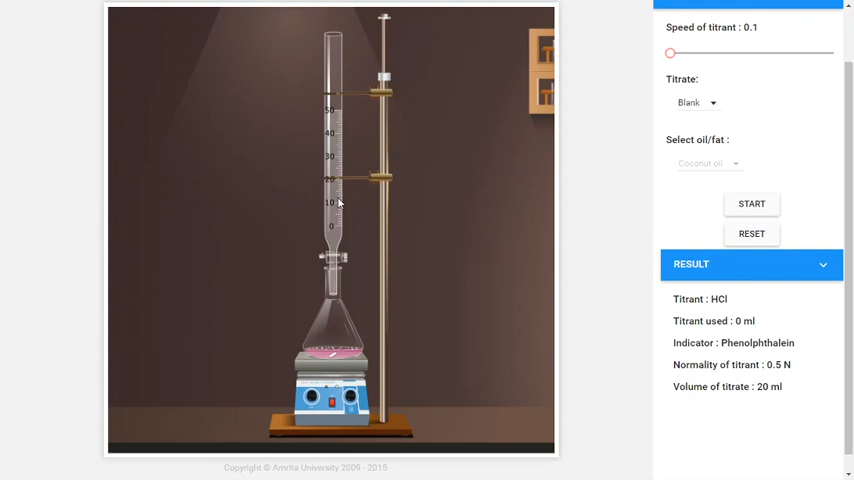 Speed of titrant : 0.1
Titrate:
Blank
Select oil/fat :
Coconut oil
START
RESET
RESULT
Titrant : HCl
Titrant used : 0 ml
Indicator : Phenolphthalein
Normality of titrant : 0.5 N
Volume of titrate : 20 ml
50
40
30
20
10
0
Copyright © Amrita University 2009 - 2015